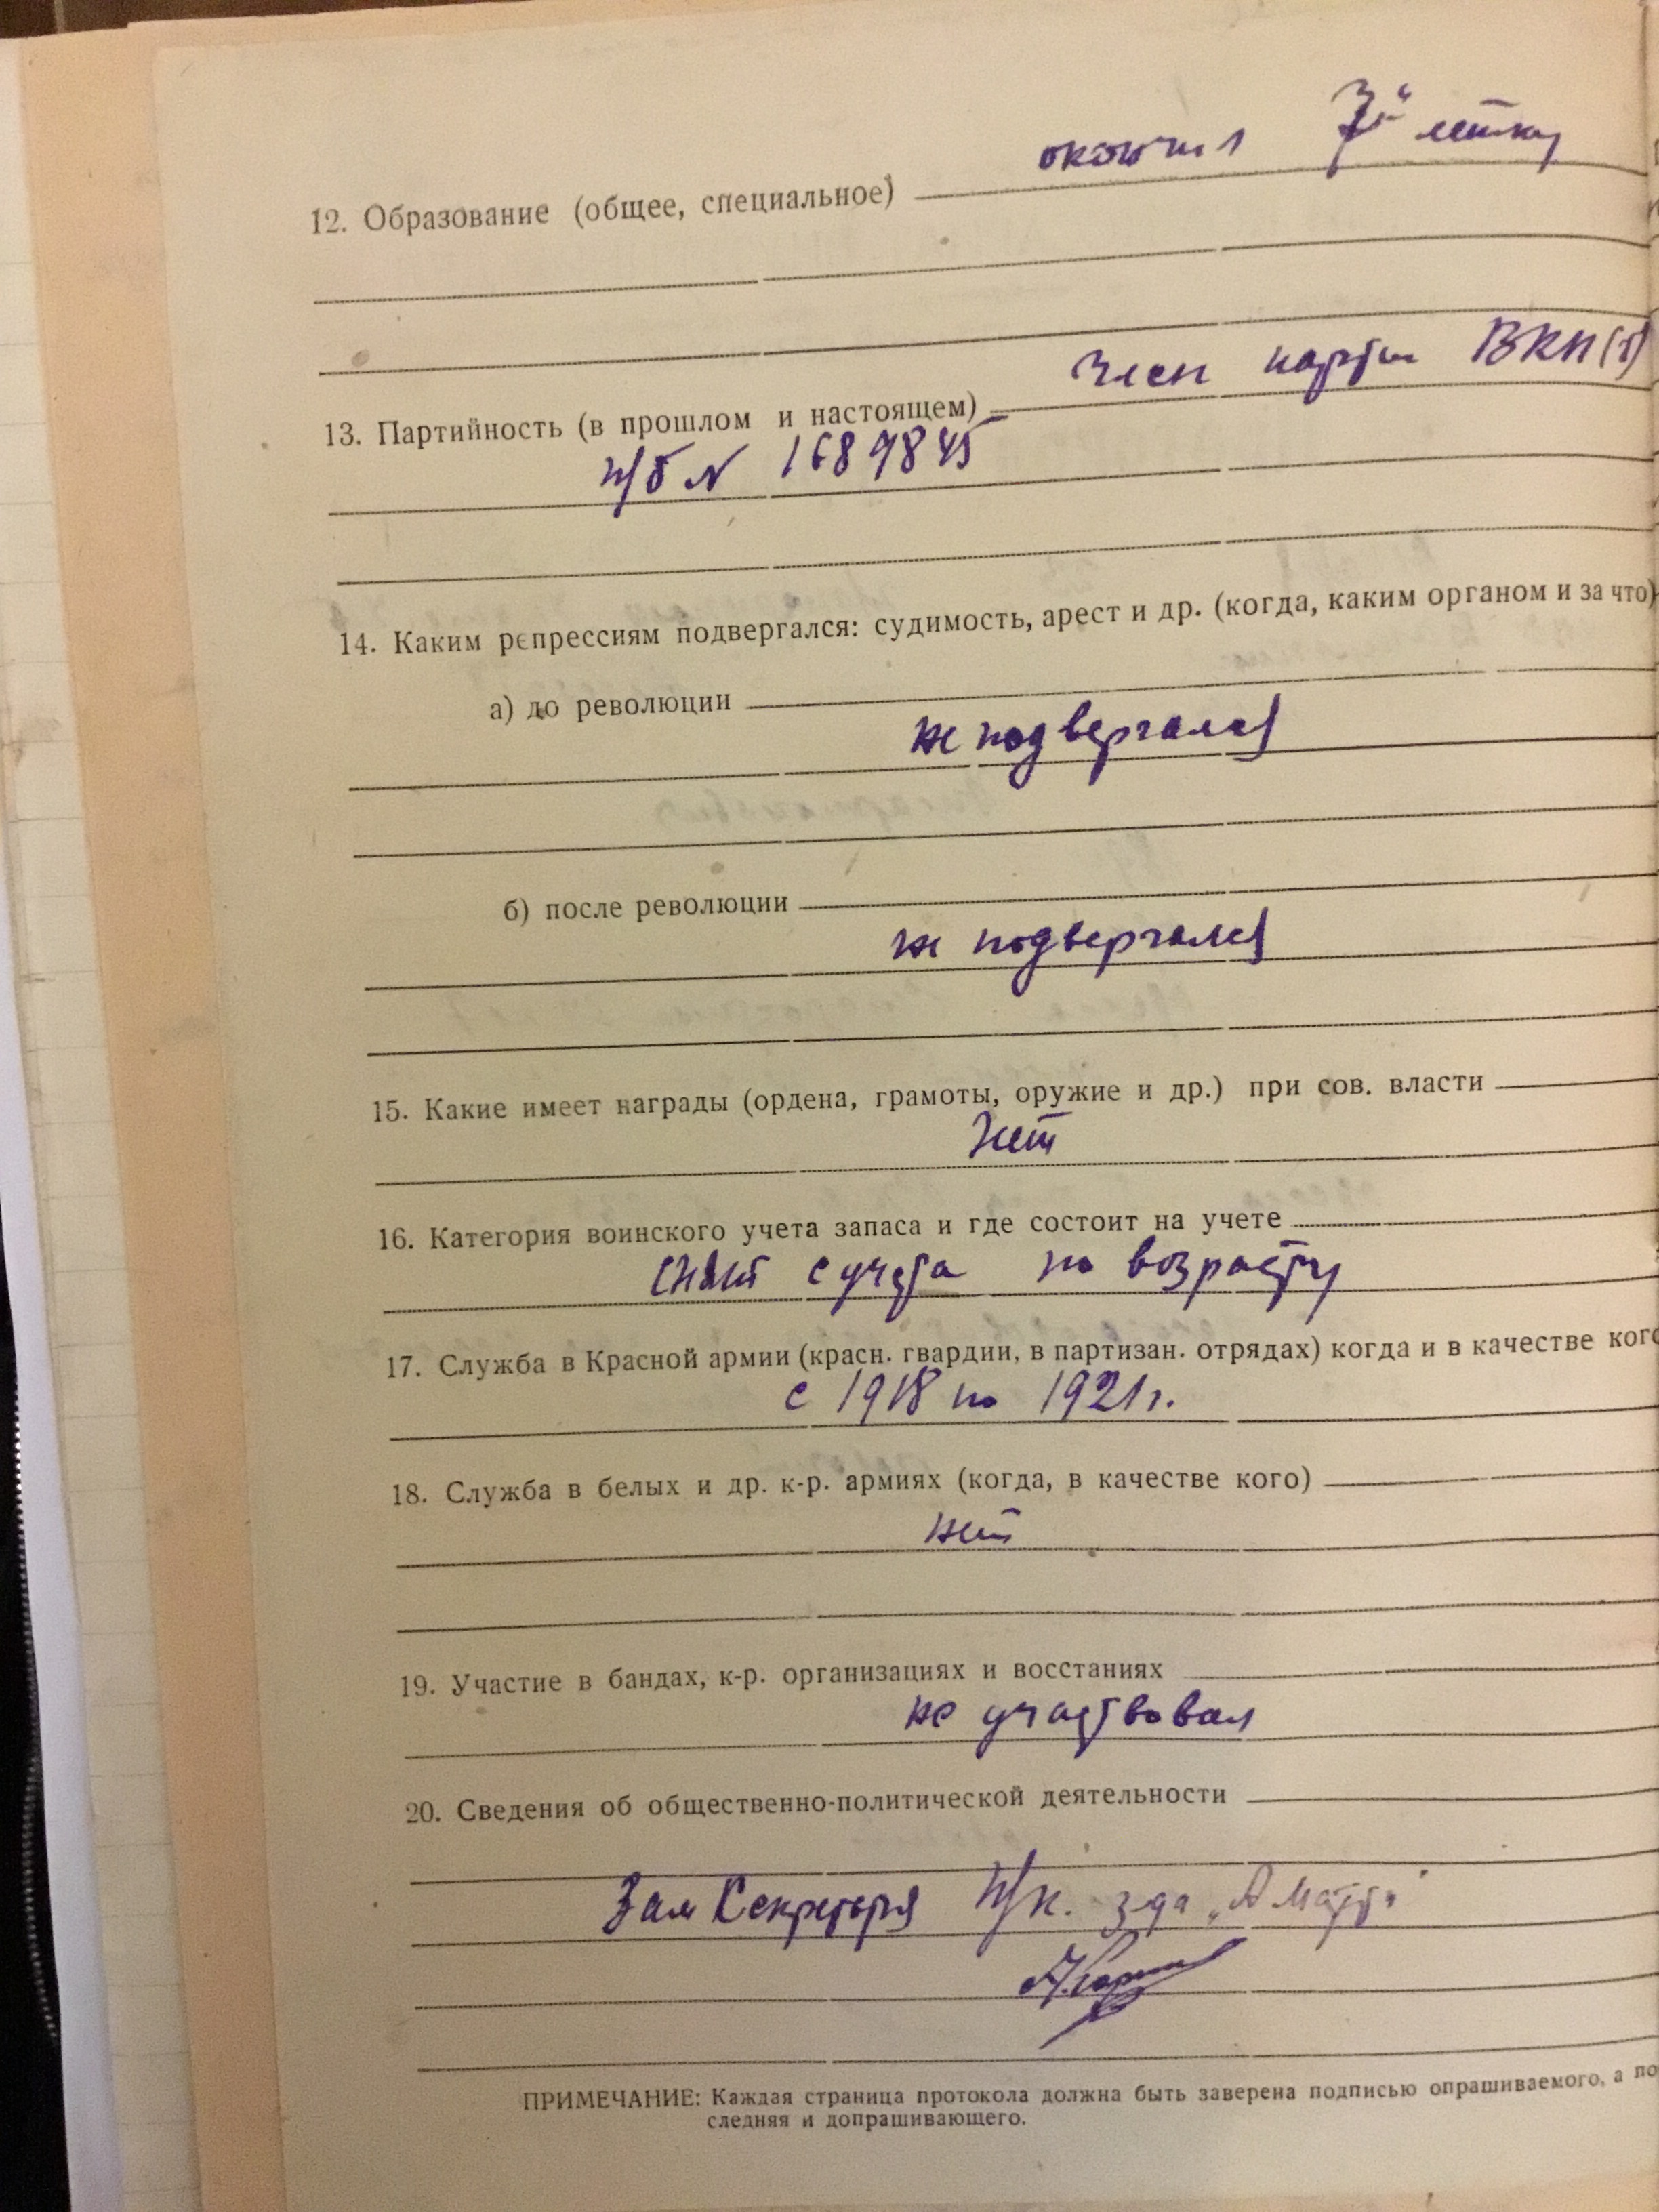 окончил 7й летку
12. Образование (общее, специальное)
член партии ВКП(б)
13. Партийность (в прошлом и настоящем)
п/б № 1689845
14. Каким репрессиям подвергался: судимость, арест и др. (когда, каким органом и за что)
а) до революции
не подвергался
б) после революции
не подвергался
15. Какие имеет награды (ордена, грамоты, оружие и др.) при сов. власти
Нет
16. Категория воинского учета запаса и где состоит на учете
снят с учета по возрасту
17. Служба в Красной армии (красн. гвардии, в партизан. отрядах) когда и в качестве кого
с 1918 по 1921 г.
18. Служба в белых и др. к-р. армиях (когда, в качестве кого)
нет
19. Участие в бандах, к-р. организациях и восстаниях
не участвовал
20. Сведения об общественно-политической деятельности
Зам Секретаря П/к. з-да „А Марти"
ПРИМЕЧАНИЕ: Каждая страница протокола должна быть заверена подписью опрашиваемого, а по
следняя и допрашивающего.